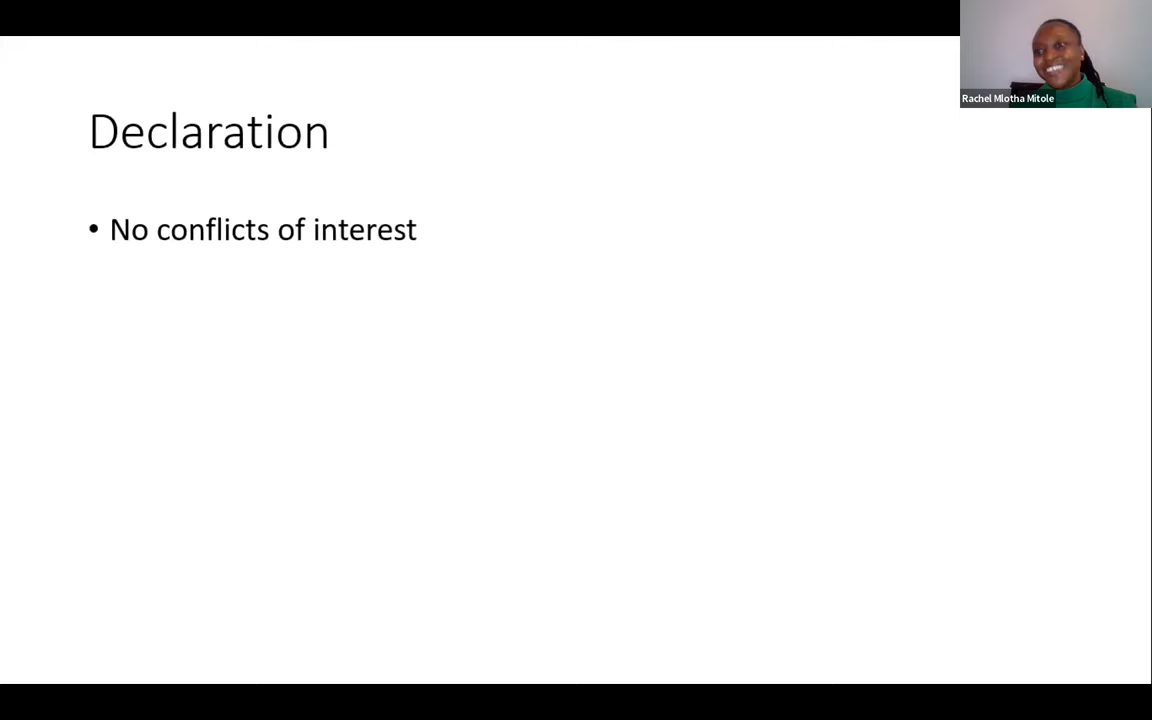 Declaration
• No conflicts of interest
Rachel Mlotha Mitole